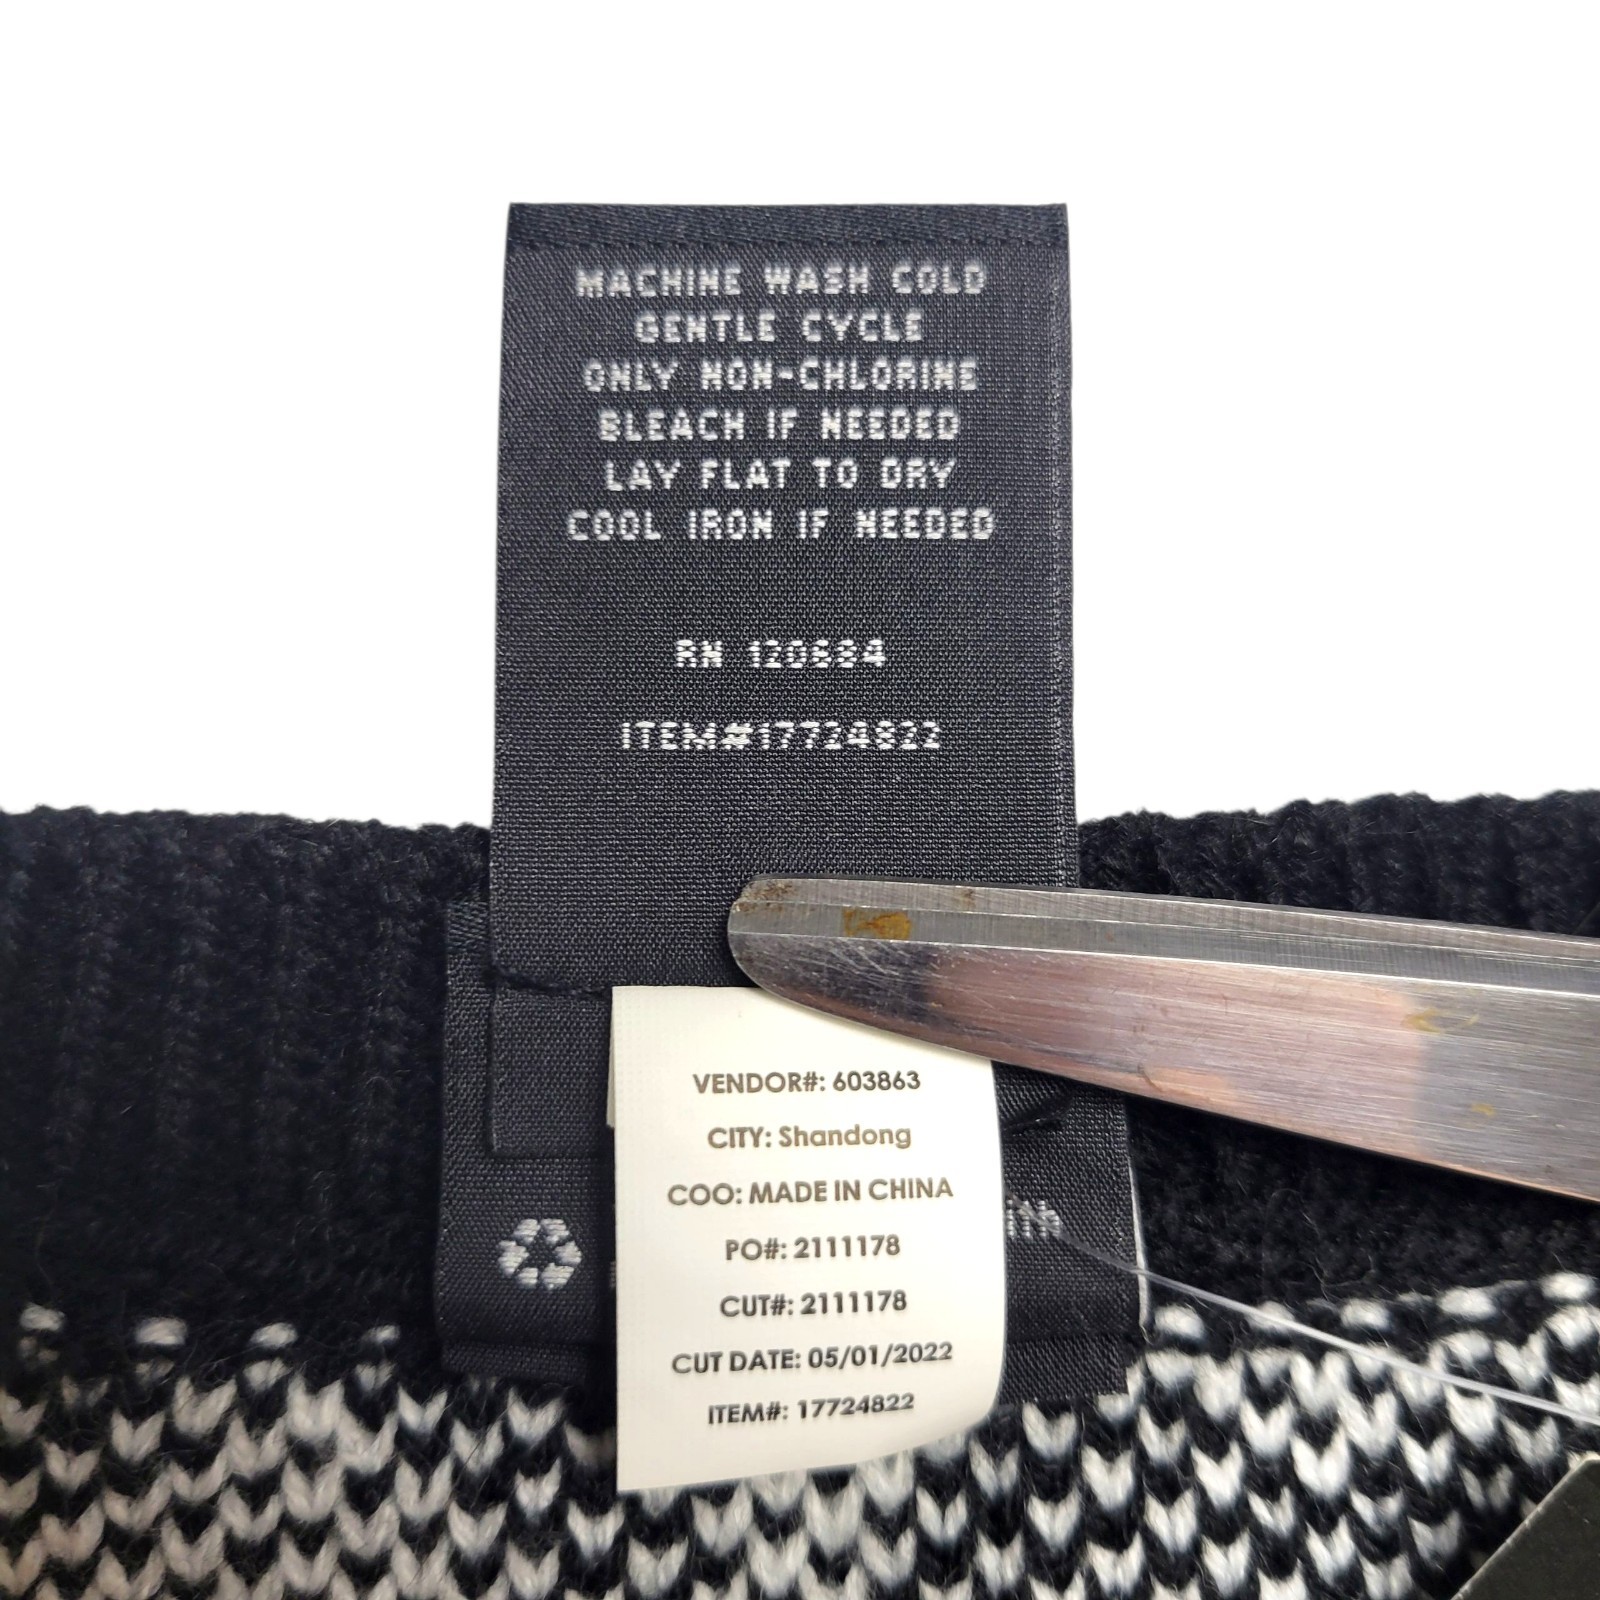 MACHINE WASH COLD
GENTLE CYCLE
ONLY NON-CHLORINE
BLEACH IF NEEDED
LAY FLAT TO DRY
COOL IRON IF NEEDED
RN 120684
ITEM#17724822
VENDOR#: 603863
CITY: Shandong
COO: MADE IN CHINA
PO#: 2111178
CUT#: 2111178
CUT DATE: 05/01/2022
ITEM#: 17724822